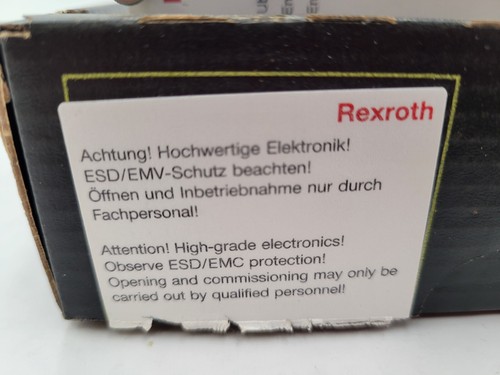 Rexroth
Achtung! Hochwertige Elektronik!
ESD/EMV-Schutz beachten!
Öffnen und Inbetriebnahme nur durch
Fachpersonal!
Attention! High-grade electronics!
Observe ESD/EMC protection!
Opening and commissioning may only be
carried out by qualified personnel!